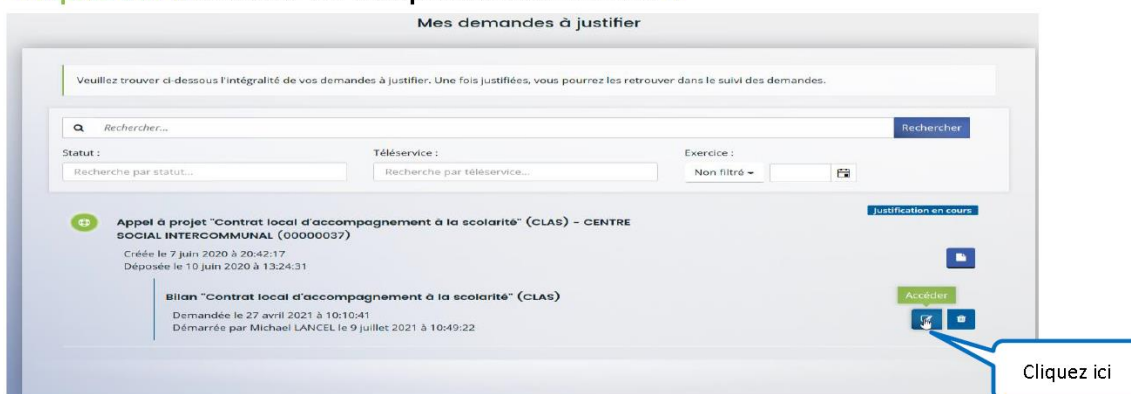 Mes demandes à justifier
Veuillez trouver ci-dessous l'intégralité de vos demandes à justifier. Une fois justifiées, vous pourrez les retrouver dans le suivi des demandes.
Rechercher...
Rechercher
Statut :
Téléservice :
Exercice :
Recherche par statut...
Recherche par téléservice...
Non filtré
Justification en cours
Appel à projet "Contrat local d'accompagnement à la scolarité" (CLAS) - CENTRE
SOCIAL INTERCOMMUNAL (00000037)
Créée le 7 juin 2020 à 20:42:17
Déposée le 10 juin 2020 à 13:24:31
Bilan "Contrat local d'accompagnement à la scolarité" (CLAS)
Accéder
Demandée le 27 avril 2021 à 10:10:41
Démarrée par Michael LANCEL le 9 juillet 2021 à 10:49:22
Cliquez ici